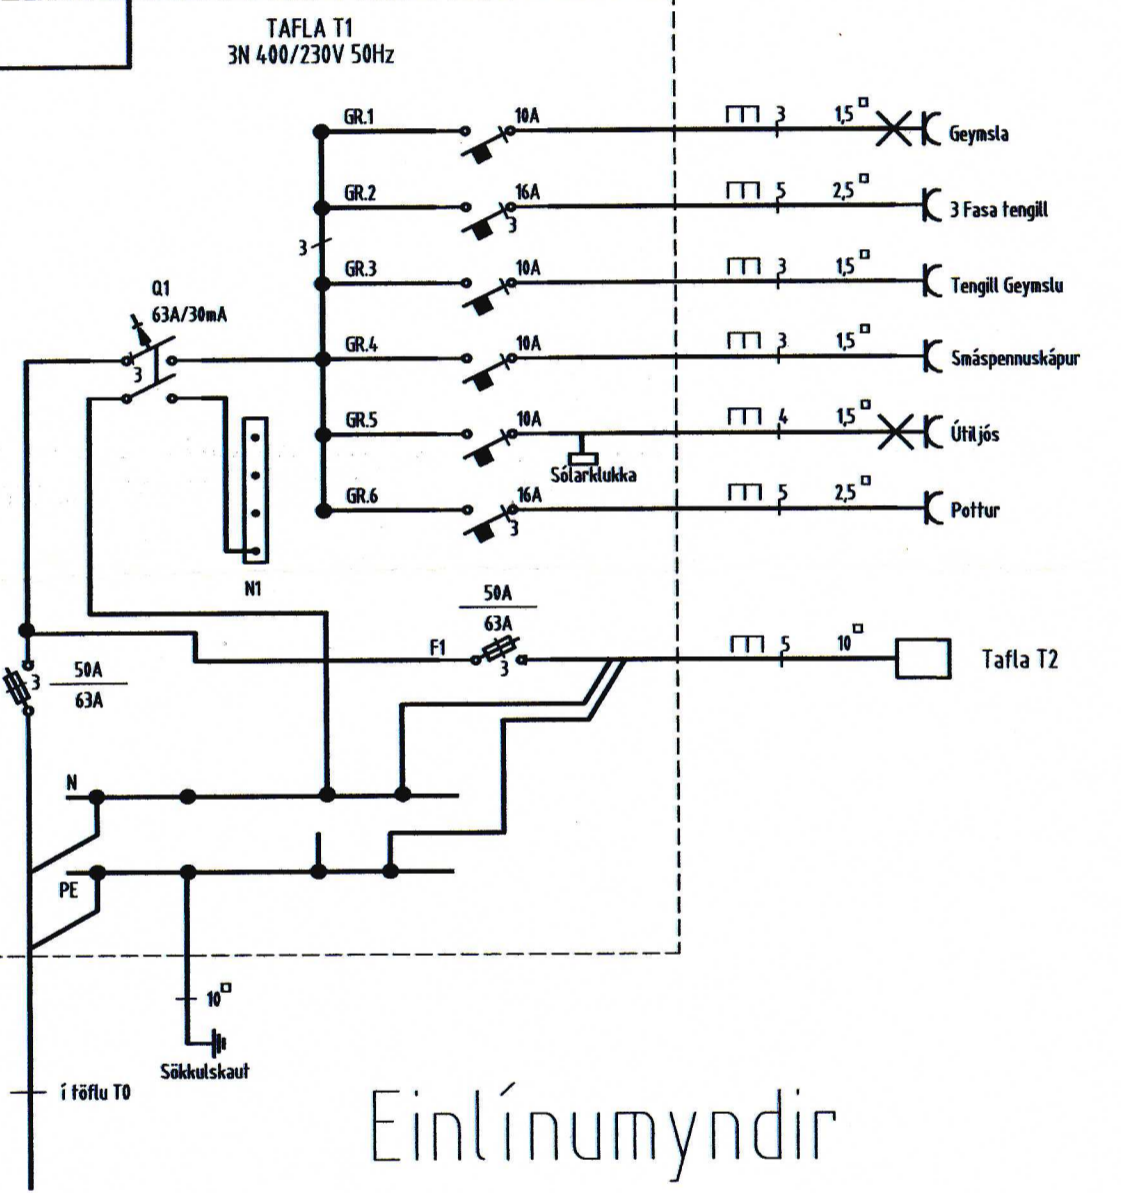 TAFLA T1
3N 400/230V 50Hz
GR.1 10A 3 1,5 Geymsla
GR.2 16A 3 5 2,5 3 Fasa tengill
3
GR.3 10A 3 1,5 Tengill Geymslu
Q1
63A/30mA
3
GR.4 10A 3 1,5 Smáspennuskápur
GR.5 10A 4 1,5 Útiljós
Sólarklukka
GR.6 16A 3 5 2,5 Pottur
N1
50A
63A
F1 3 5 10 Tafla T2
3 50A
63A
N
PE
10
Sökkulskaut
í töflu T0
Einlínumyndir